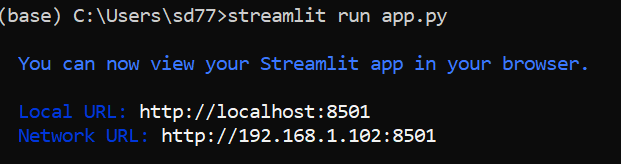 (base) C:\Users\sd77>streamlit run app.py
You can now view your Streamlit app in your browser.
Local URL: http://localhost:8501
Network URL: http://192.168.1.102:8501